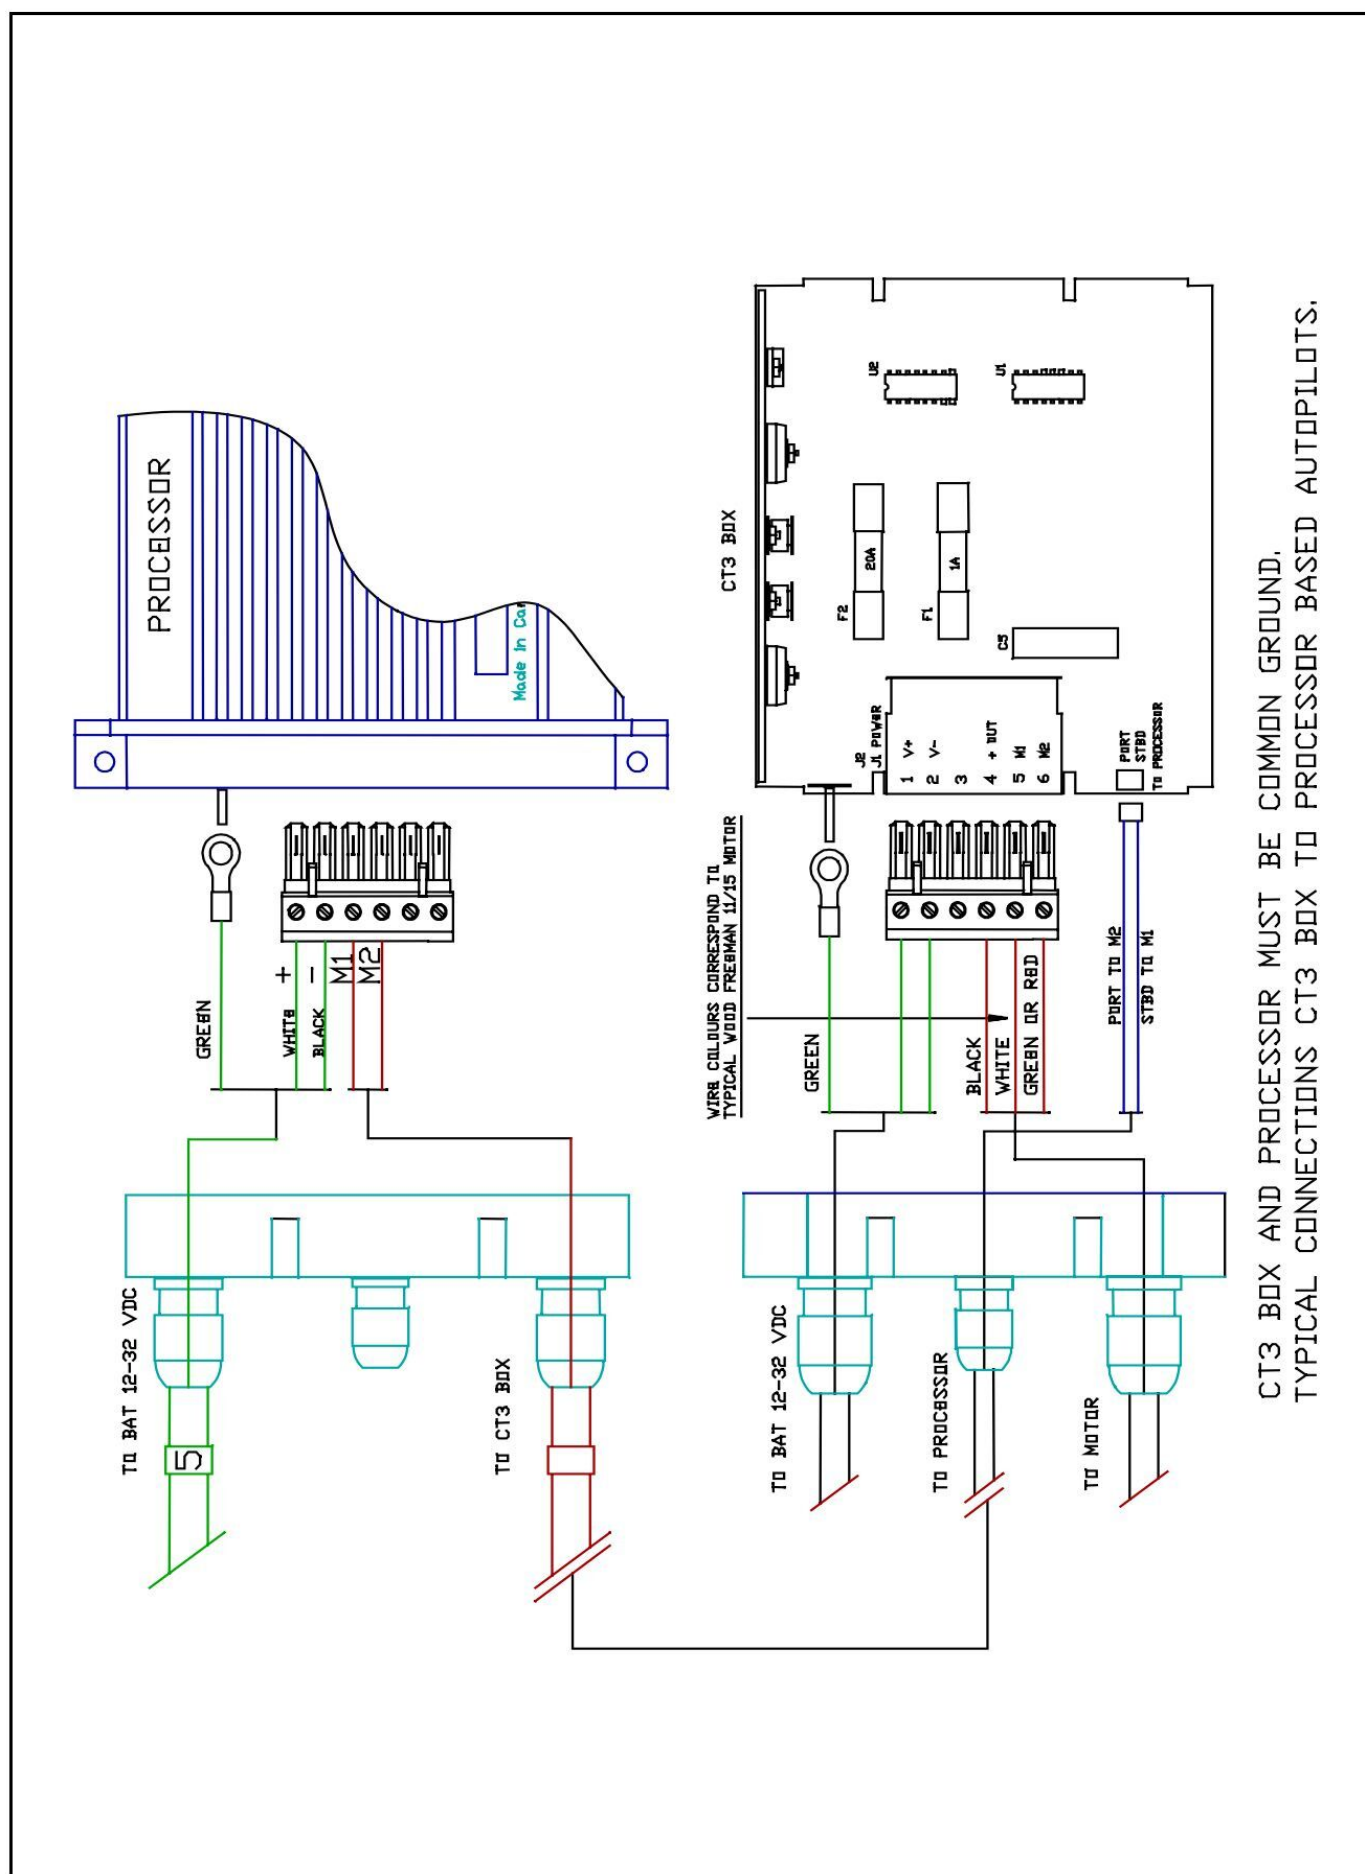 PROCESSOR
Made In Ca
GREEN
WHITE +
BLACK -
M1
M2
TO BAT 12-32 VDC
5
TO CT3 BOX
CT3 BOX
U2
U1
F2
20A
F1
1A
C5
J2
J1 POWER
1 V+
2 V-
3
4 + OUT
5 M1
6 M2
PORT
STBD
TO PROCESSOR
WIRE COLOURS CORRESPOND TO
TYPICAL WOOD FREEMAN 11/15 MOTOR
GREEN
BLACK
WHITE
GREEN OR RED
PORT TO M2
STBD TO M1
TO BAT 12-32 VDC
TO PROCESSOR
TO MOTOR
CT3 BOX AND PROCESSOR MUST BE COMMON GROUND.
TYPICAL CONNECTIONS CT3 BOX TO PROCESSOR BASED AUTOPILOTS.